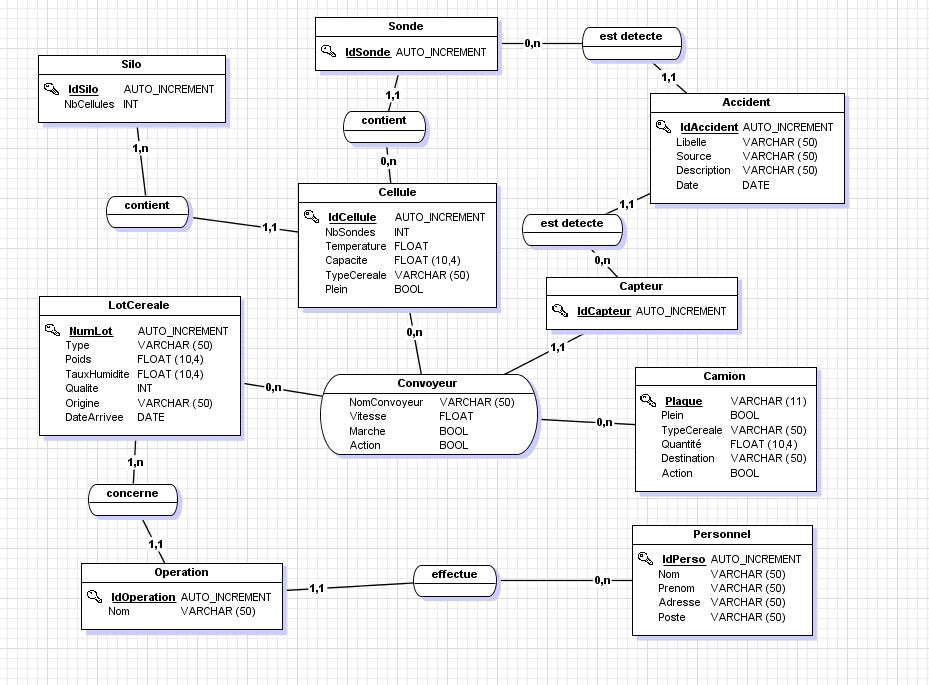 Sonde
IdSonde AUTO_INCREMENT
0,n
est detecte
1,1
Silo
IdSilo AUTO_INCREMENT
NbCellules INT
1,n
contient
1,1
1,1
contient
0,n
Accident
IdAccident AUTO_INCREMENT
Libelle VARCHAR (50)
Source VARCHAR (50)
Description VARCHAR (50)
Date DATE
1,1
est detecte
0,n
Cellule
IdCellule AUTO_INCREMENT
NbSondes INT
Temperature FLOAT
Capacite FLOAT (10,4)
TypeCereale VARCHAR (50)
Plein BOOL
0,n
Capteur
IdCapteur AUTO_INCREMENT
1,1
LotCereale
NumLot AUTO_INCREMENT
Type VARCHAR (50)
Poids FLOAT (10,4)
TauxHumidite FLOAT (10,4)
Qualite INT
Origine VARCHAR (50)
DateArrivee DATE
0,n
Convoyeur
NomConvoyeur VARCHAR (50)
Vitesse FLOAT
Marche BOOL
Action BOOL
0,n
Camion
Plaque VARCHAR (11)
Plein BOOL
TypeCereale VARCHAR (50)
Quantité FLOAT (10,4)
Destination VARCHAR (50)
Action BOOL
1,n
concerne
1,1
Operation
IdOperation AUTO_INCREMENT
Nom VARCHAR (50)
1,1
effectue
0,n
Personnel
IdPerso AUTO_INCREMENT
Nom VARCHAR (50)
Prenom VARCHAR (50)
Adresse VARCHAR (50)
Poste VARCHAR (50)